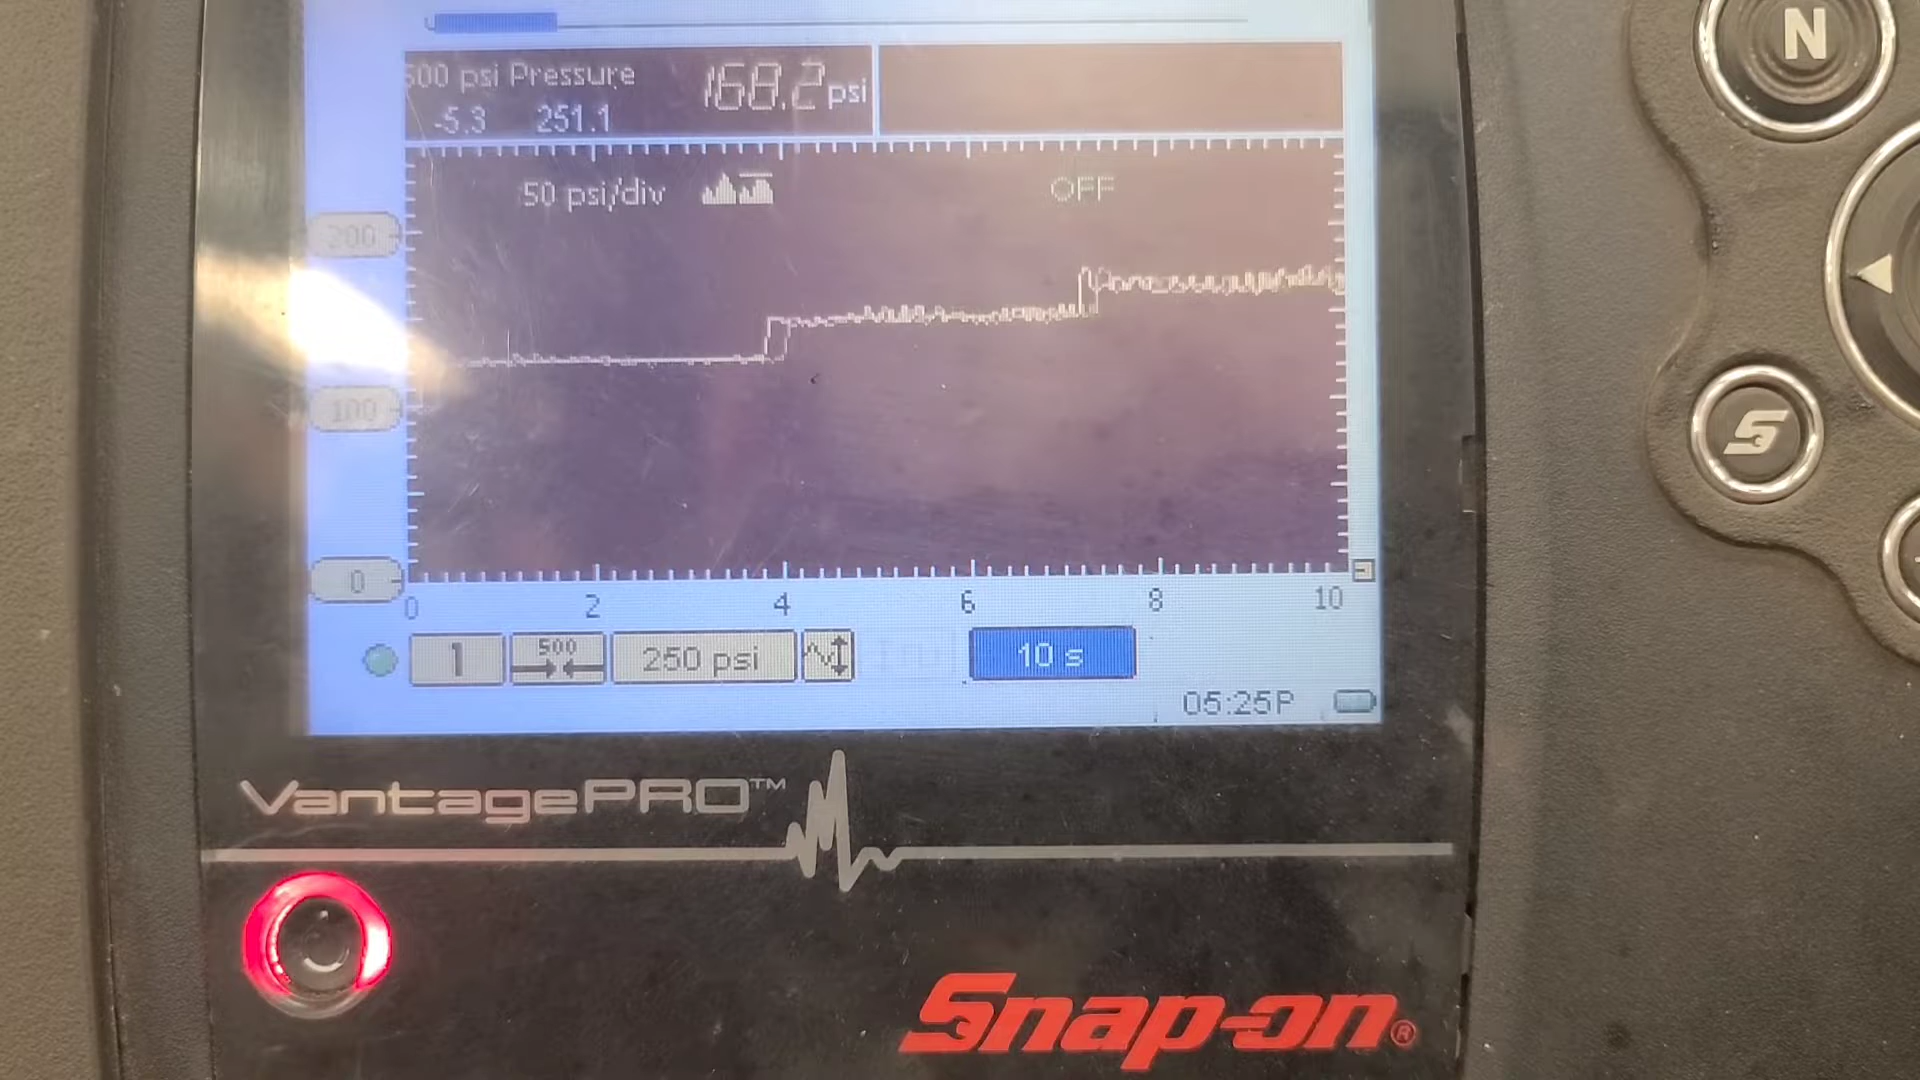 500 psi Pressure 168.2 psi
-5.3 251.1
50 psi/div OFF
200
100
0
0 2 4 6 8 10
1 500 250 psi 10 s
05:25P
VantagePRO™
Snap-on®
N
S